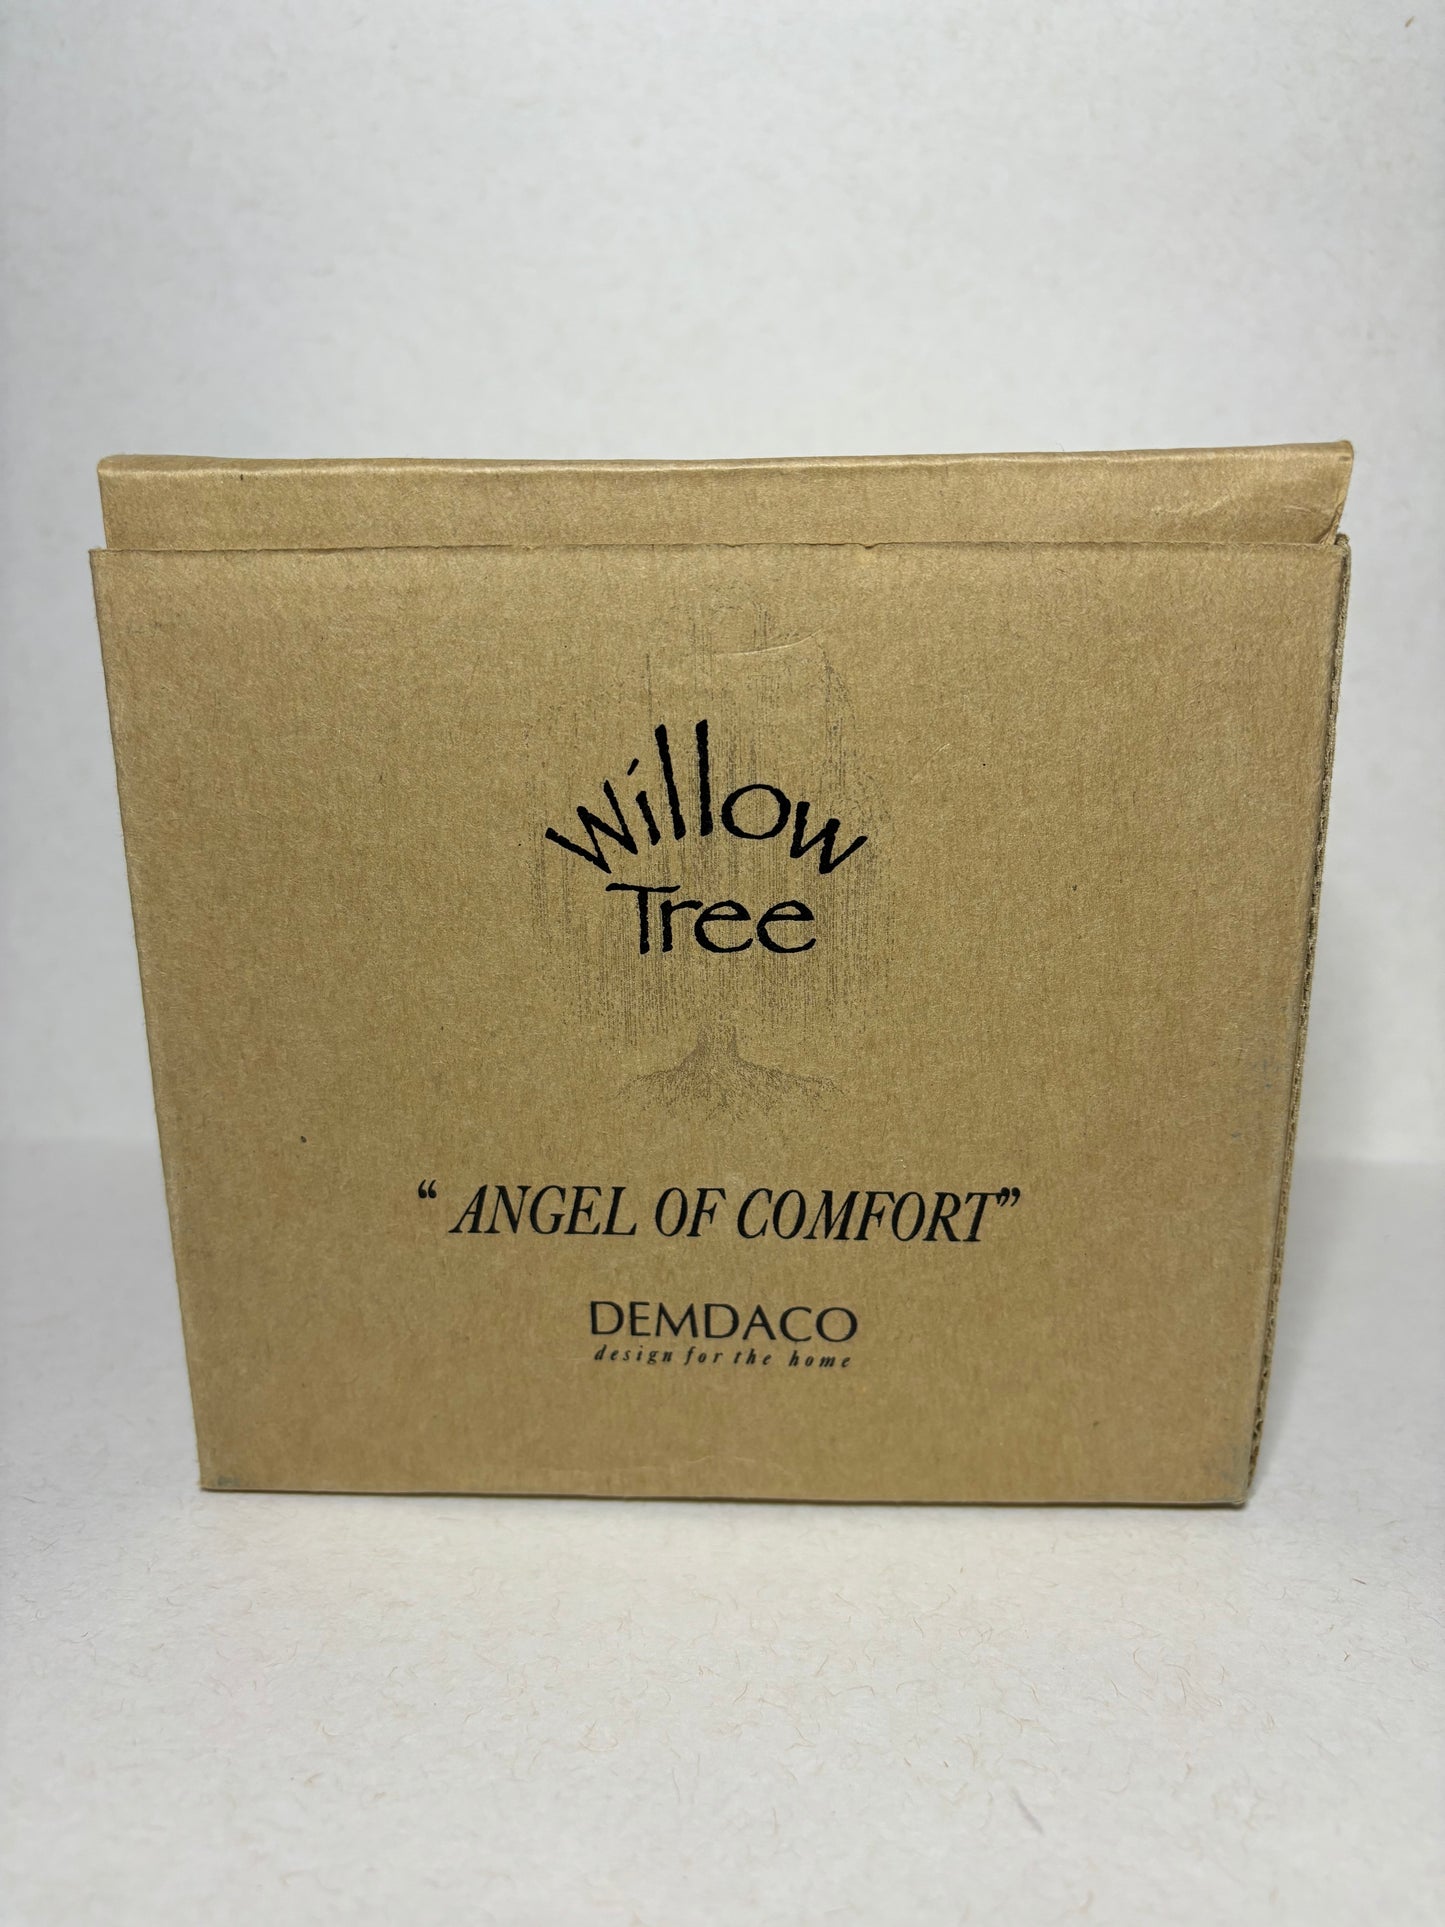 Willow
Tree
“ ANGEL OF COMFORT”
DEMDACO
design for the home